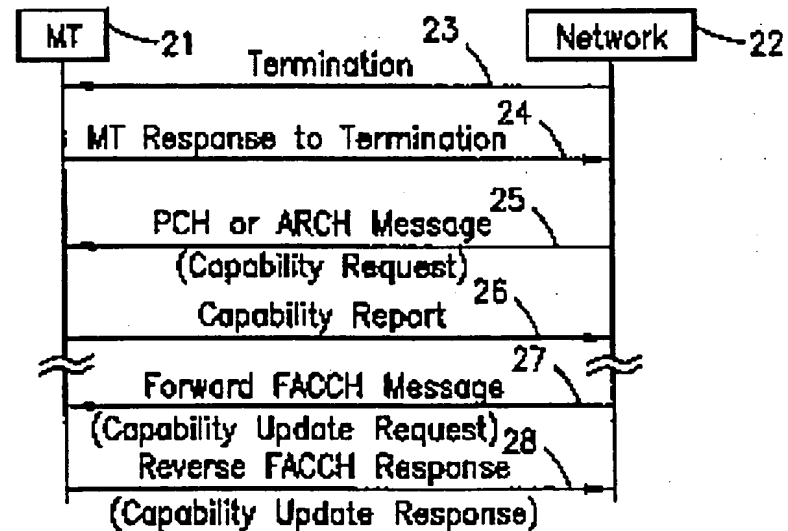 MT 21
Network 22
23
Termination
24
MT Response to Termination
25
PCH or ARCH Message
(Capability Request)
26
Capability Report
27
Forward FACCH Message
(Capability Update Request)
28
Reverse FACCH Response
(Capability Update Response)